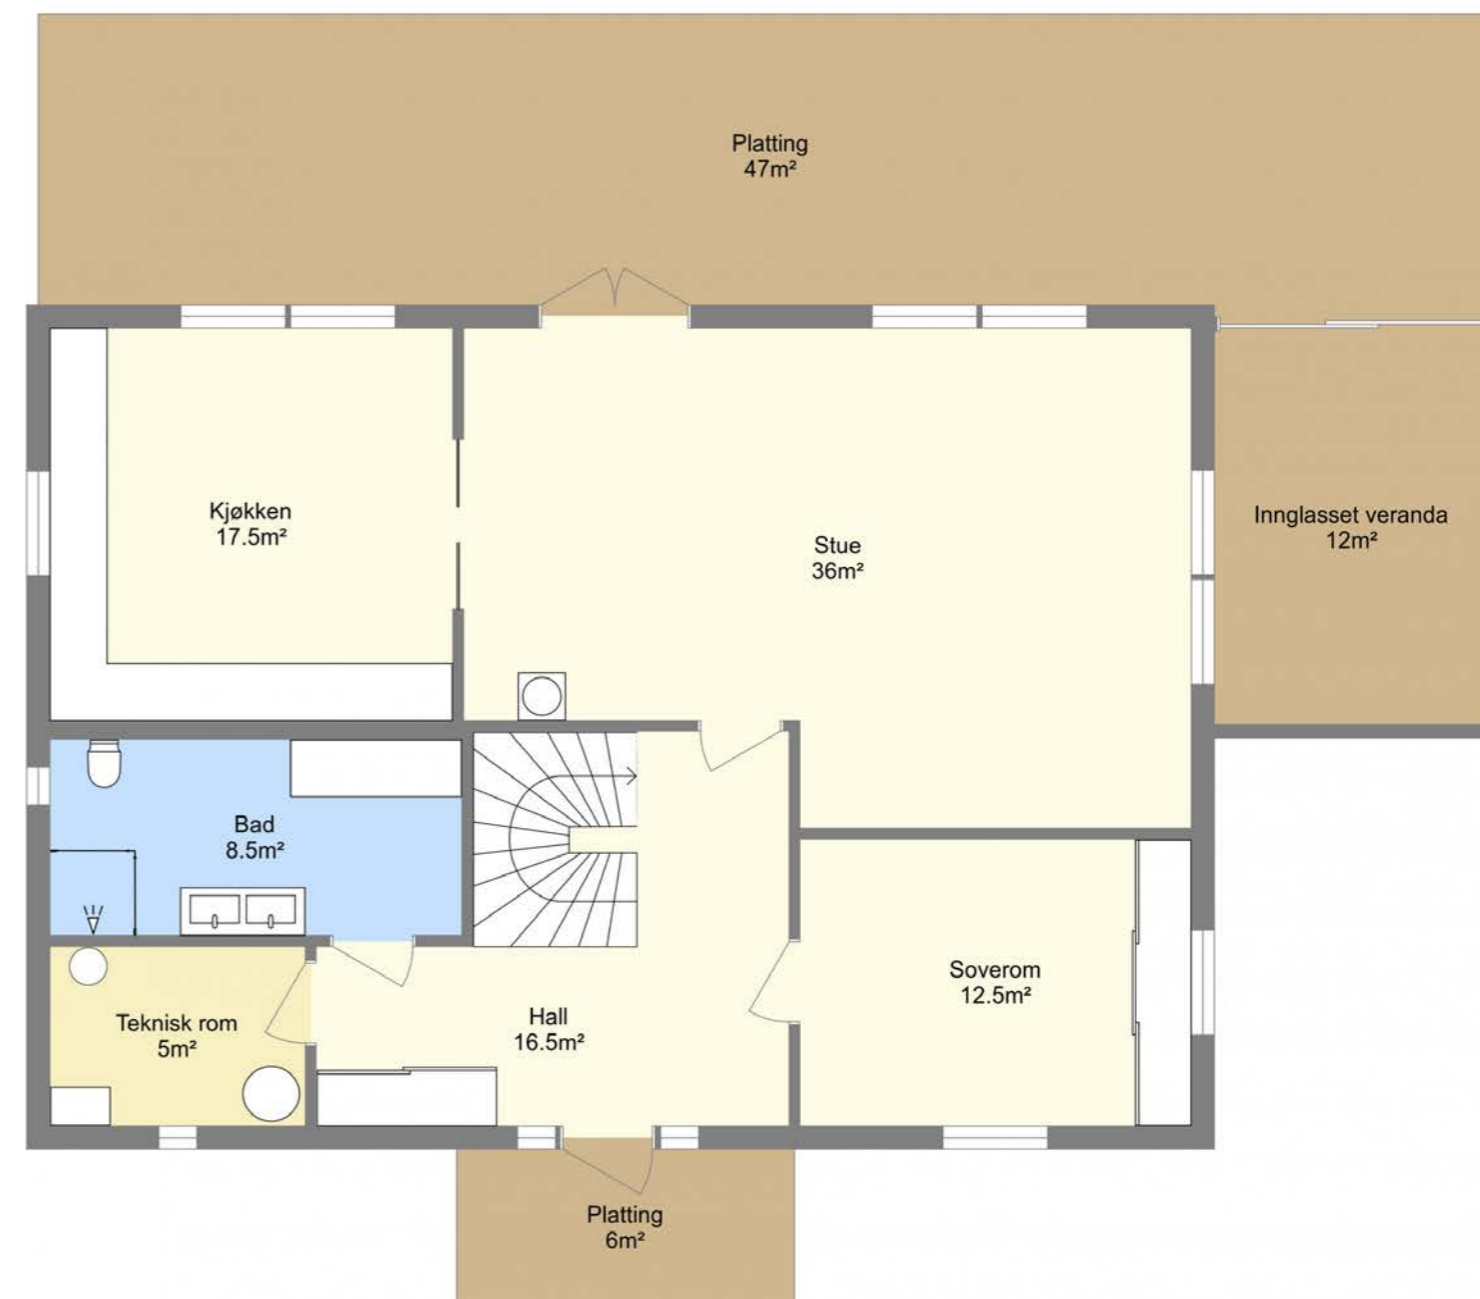 Platting
47m²
Kjøkken
17.5m²
Stue
36m²
Innglasset veranda
12m²
Bad
8.5m²
Soverom
12.5m²
Teknisk rom
5m²
Hall
16.5m²
Platting
6m²